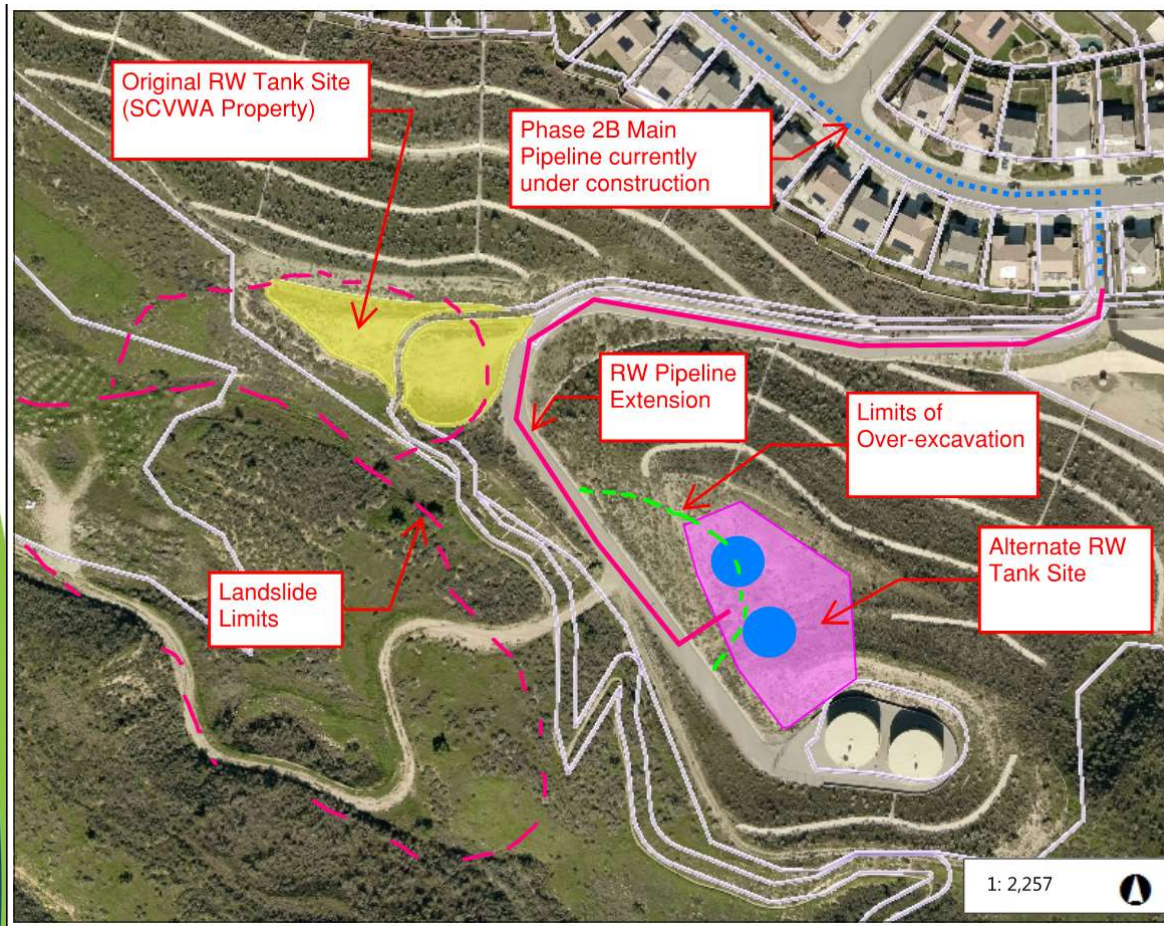 Original RW Tank Site
(SCVWA Property)
Phase 2B Main
Pipeline currently
under construction
RW Pipeline
Extension
Limits of
Over-excavation
Alternate RW
Tank Site
Landslide
Limits
1: 2,257